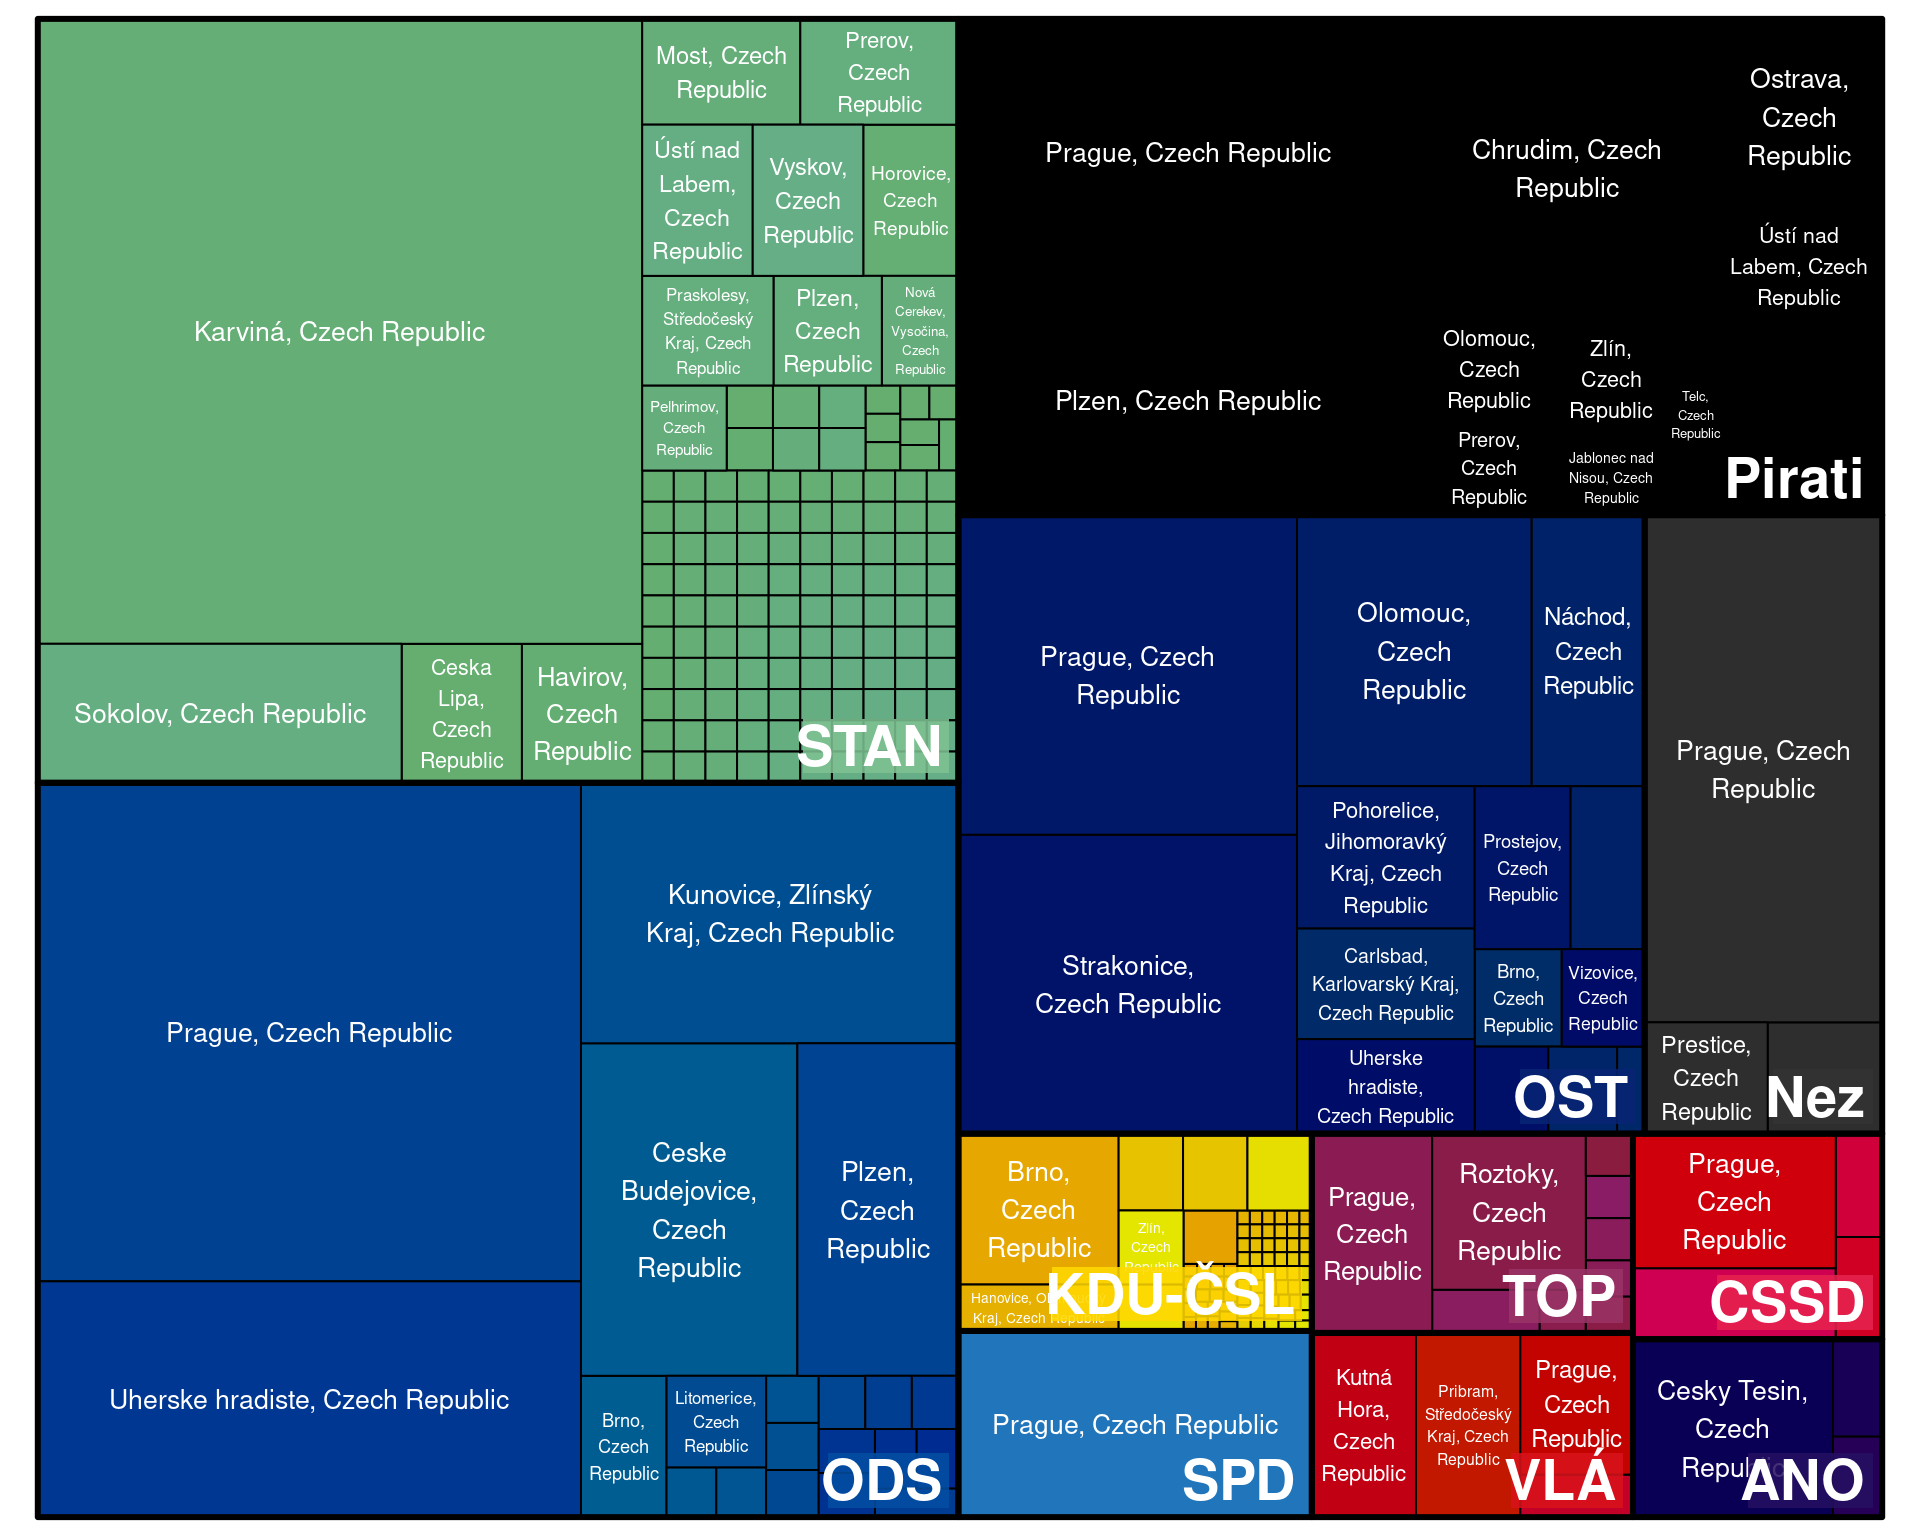 Karviná, Czech Republic
Sokolov, Czech Republic
Ceska
Lipa,
Czech
Republic
Havirov,
Czech
Republic
Most, Czech
Republic
Prerov,
Czech
Republic
Ústí nad
Labem,
Czech
Republic
Vyskov,
Czech
Republic
Horovice,
Czech
Republic
Praskolesy,
Středočeský
Kraj, Czech
Republic
Plzen,
Czech
Republic
Nová
Cerekev,
Vysočina,
Czech
Republic
Pelhrimov,
Czech
Republic
STAN
Prague, Czech Republic
Plzen, Czech Republic
Chrudim, Czech
Republic
Ostrava,
Czech
Republic
Ústí nad
Labem, Czech
Republic
Olomouc,
Czech
Republic
Zlín,
Czech
Republic
Telc,
Czech
Republic
Prerov,
Czech
Republic
Jablonec nad
Nisou, Czech
Republic
Pirati
Prague, Czech Republic
Uherske hradiste, Czech Republic
Kunovice, Zlínský
Kraj, Czech Republic
Ceske
Budejovice,
Czech
Republic
Plzen,
Czech
Republic
Brno,
Czech
Republic
Litomerice,
Czech
Republic
ODS
Prague, Czech
Republic
Strakonice,
Czech Republic
Olomouc,
Czech
Republic
Náchod,
Czech
Republic
Pohorelice,
Jihomoravký
Kraj, Czech
Republic
Prostejov,
Czech
Republic
Carlsbad,
Karlovarský Kraj,
Czech Republic
Brno,
Czech
Republic
Vizovice,
Czech
Republic
Uherske
hradiste,
Czech Republic
OST
Prague, Czech
Republic
Prestice,
Czech
Republic
Nez
Brno,
Czech
Republic
Zlín,
Czech
Republic
Hanovice,
Kraj, Czech Republic
KDU-ČSL
Prague,
Czech
Republic
Roztoky,
Czech
Republic
TOP
Prague,
Czech
Republic
CSSD
Prague, Czech Republic
SPD
Kutná
Hora,
Czech
Republic
Pribram,
Středočeský
Kraj, Czech
Republic
Prague,
Czech
Republic
VLÁ
Cesky Tesin,
Czech
Republic
ANO